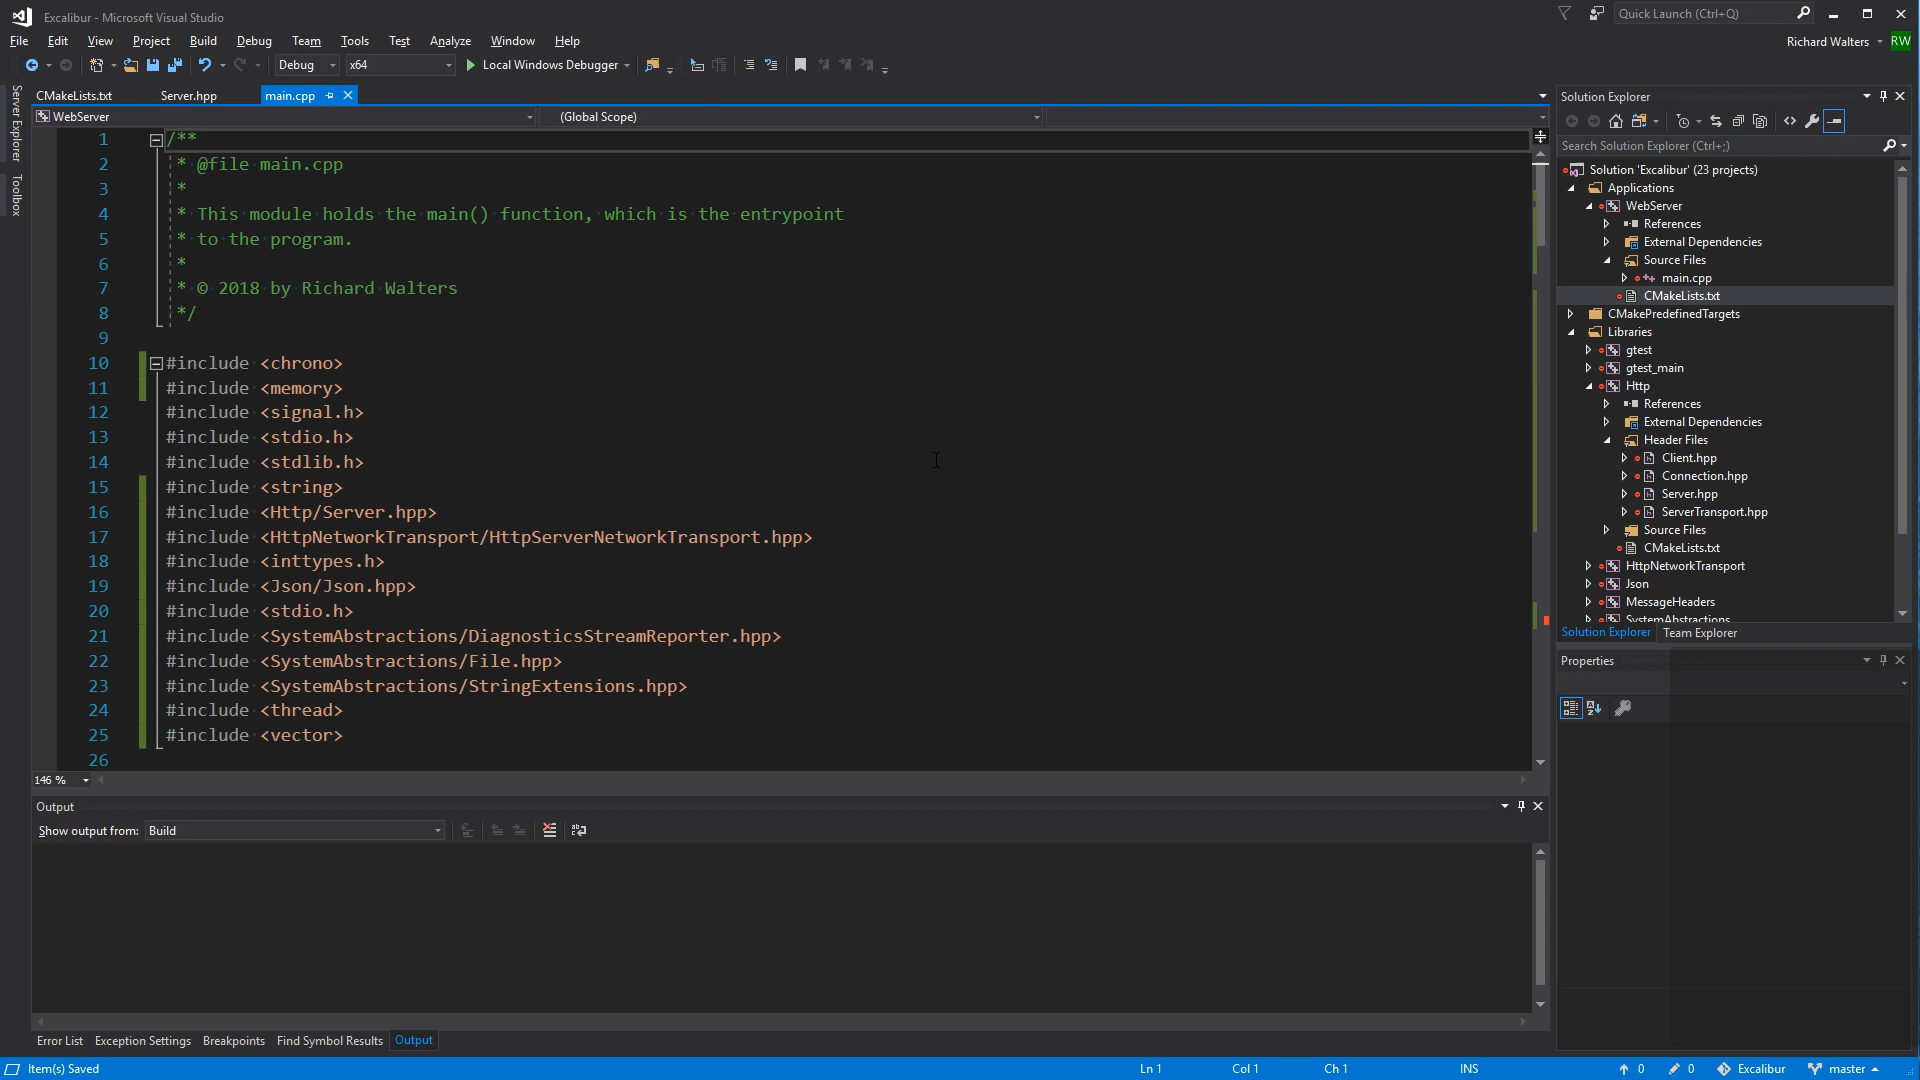 Excalibur - Microsoft Visual Studio
Quick Launch (Ctrl+Q)
File Edit View Project Build Debug Team Tools Test Analyze Window Help
Richard Walters RW
Debug x64 Local Windows Debugger
Server Explorer
Toolbox
CMakeLists.txt Server.hpp main.cpp
WebServer (Global Scope)
1 /**
2 * @file main.cpp
3 *
4 * This module holds the main() function, which is the entrypoint
5 * to the program.
6 *
7 * © 2018 by Richard Walters
8 */
9
10 #include <chrono>
11 #include <memory>
12 #include <signal.h>
13 #include <stdio.h>
14 #include <stdlib.h>
15 #include <string>
16 #include <Http/Server.hpp>
17 #include <HttpNetworkTransport/HttpServerNetworkTransport.hpp>
18 #include <inttypes.h>
19 #include <Json/Json.hpp>
20 #include <stdio.h>
21 #include <SystemAbstractions/DiagnosticsStreamReporter.hpp>
22 #include <SystemAbstractions/File.hpp>
23 #include <SystemAbstractions/StringExtensions.hpp>
24 #include <thread>
25 #include <vector>
26
146 %
Output
Show output from: Build
Error List Exception Settings Breakpoints Find Symbol Results Output
Solution Explorer
Search Solution Explorer (Ctrl+;)
Solution 'Excalibur' (23 projects)
Applications
WebServer
References
External Dependencies
Source Files
main.cpp
CMakeLists.txt
CMakePredefinedTargets
Libraries
gtest
gtest_main
Http
References
External Dependencies
Header Files
Client.hpp
Connection.hpp
Server.hpp
ServerTransport.hpp
Source Files
CMakeLists.txt
HttpNetworkTransport
Json
MessageHeaders
SystemAbstractions
Solution Explorer Team Explorer
Properties
Item(s) Saved Ln 1 Col 1 Ch 1 INS 0 0 Excalibur master